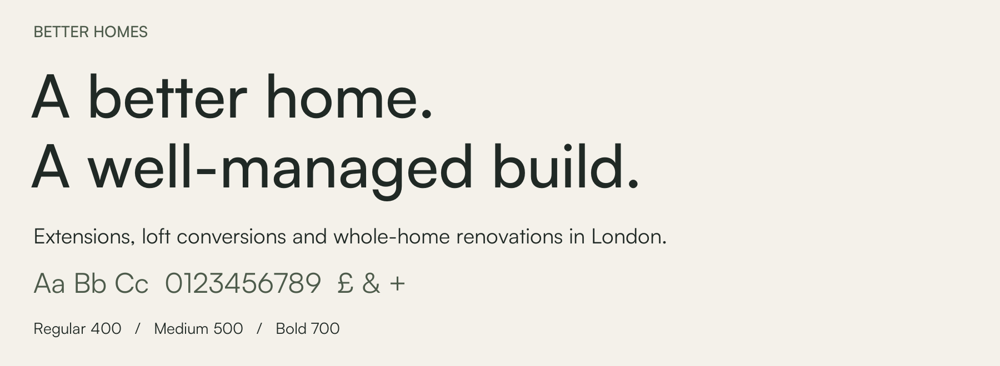 BETTER HOMES
A better home.
A well-managed build.
Extensions, loft conversions and whole-home renovations in London.
Aa Bb Cc 0123456789 £ & +
Regular 400 / Medium 500 / Bold 700